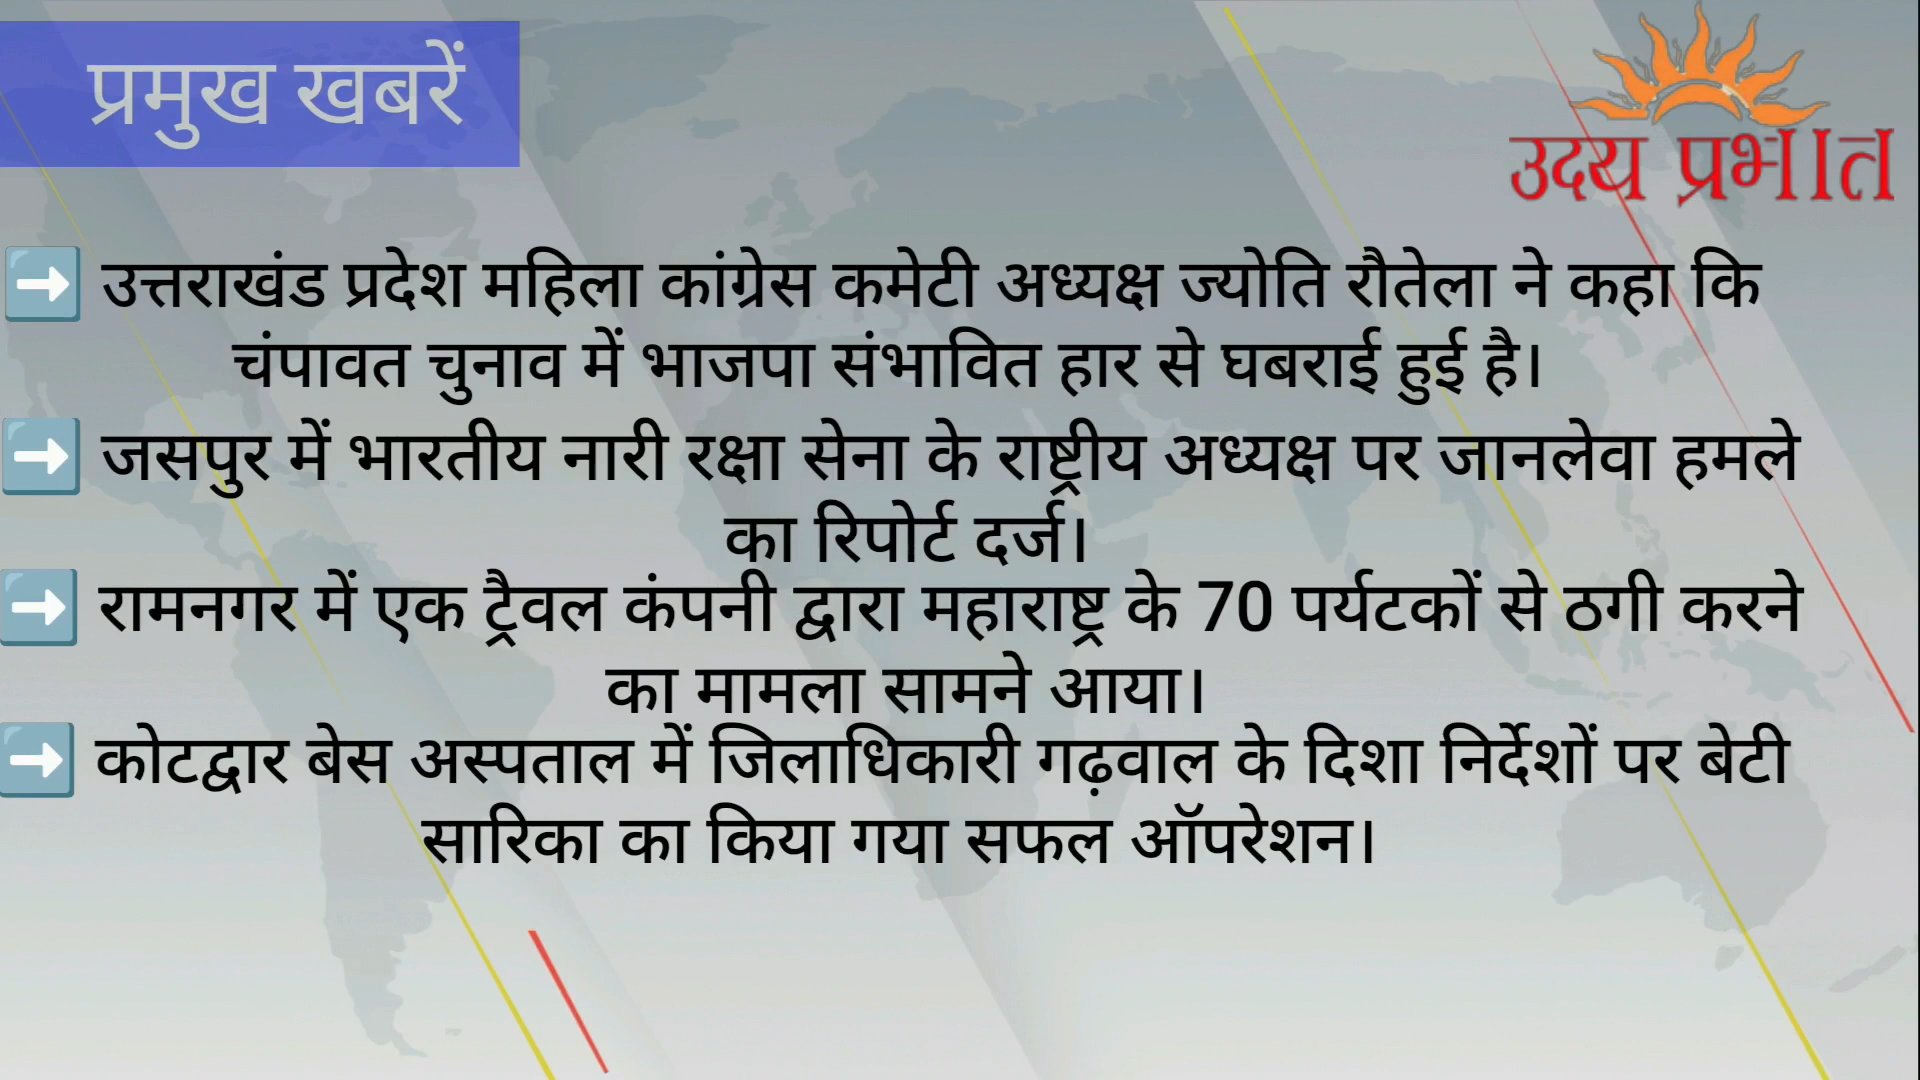 प्रमुख खबरें
उदय प्रभात
➡️ उत्तराखंड प्रदेश महिला कांग्रेस कमेटी अध्यक्ष ज्योति रौतेला ने कहा कि
चंपावत चुनाव में भाजपा संभावित हार से घबराई हुई है।
➡️ जसपुर में भारतीय नारी रक्षा सेना के राष्ट्रीय अध्यक्ष पर जानलेवा हमले
का रिपोर्ट दर्ज।
➡️ रामनगर में एक ट्रैवल कंपनी द्वारा महाराष्ट्र के 70 पर्यटकों से ठगी करने
का मामला सामने आया।
➡️ कोटद्वार बेस अस्पताल में जिलाधिकारी गढ़वाल के दिशा निर्देशों पर बेटी
सारिका का किया गया सफल ऑपरेशन।